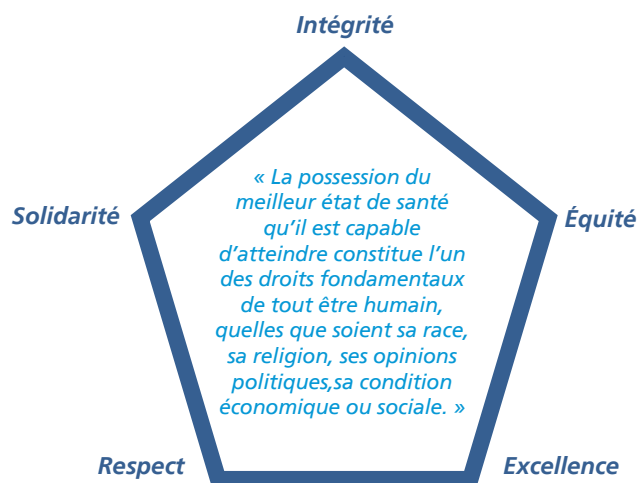 Intégrité
Solidarité
Équité
« La possession du
meilleur état de santé
qu'il est capable
d'atteindre constitue l'un
des droits fondamentaux
de tout être humain,
quelles que soient sa race,
sa religion, ses opinions
politiques,sa condition
économique ou sociale. »
Respect
Excellence